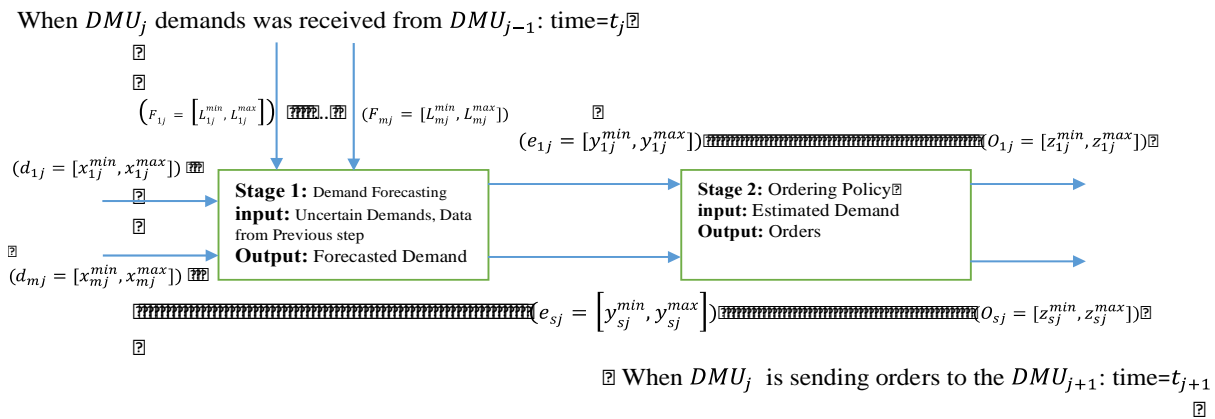 When DMU_j demands was received from DMU_{j-1}: time=t_j
(F_{1j} = [L_{1j}^{min}, L_{1j}^{max}]) ... (F_{mj} = [L_{mj}^{min}, L_{mj}^{max}])
(e_{1j} = [y_{1j}^{min}, y_{1j}^{max}]) (O_{1j} = [z_{1j}^{min}, z_{1j}^{max}])
(d_{1j} = [x_{1j}^{min}, x_{1j}^{max}])
Stage 1: Demand Forecasting
input: Uncertain Demands, Data
from Previous step
Output: Forecasted Demand
Stage 2: Ordering Policy
input: Estimated Demand
Output: Orders
(d_{mj} = [x_{mj}^{min}, x_{mj}^{max}])
(e_{sj} = [y_{sj}^{min}, y_{sj}^{max}]) (O_{sj} = [z_{sj}^{min}, z_{sj}^{max}])
When DMU_j is sending orders to the DMU_{j+1}: time=t_{j+1}